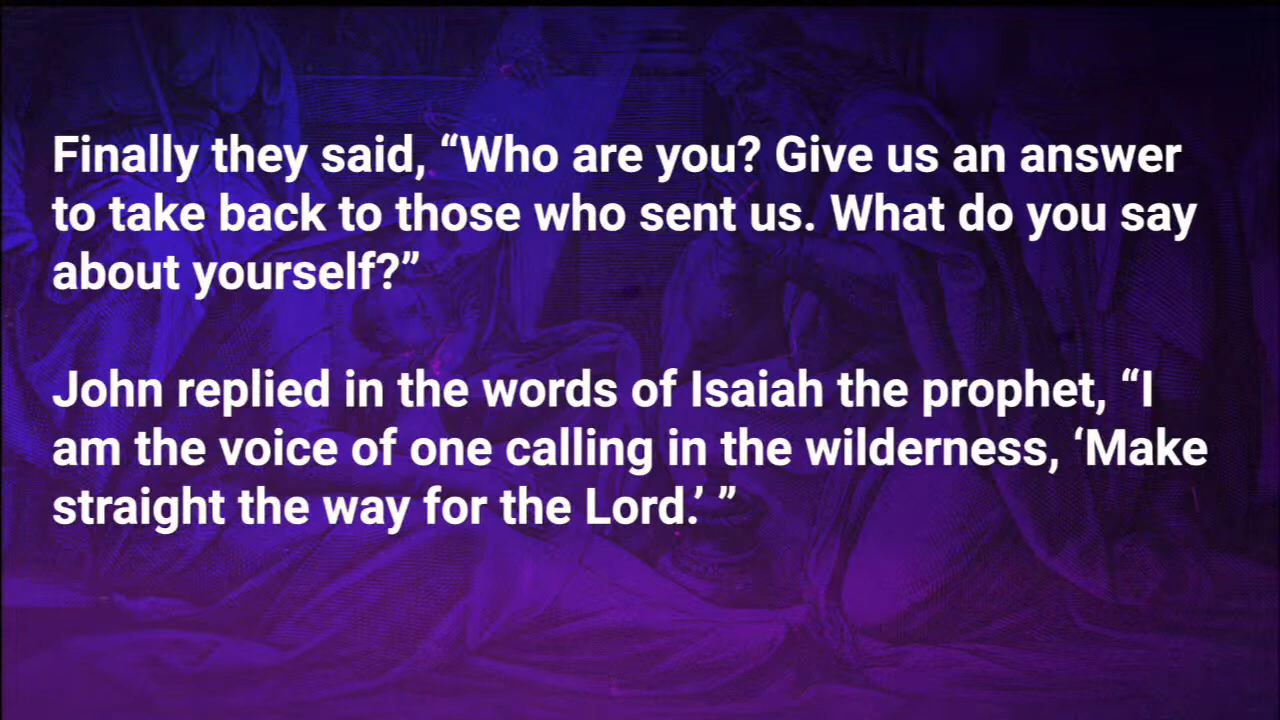 Finally they said, “Who are you? Give us an answer
to take back to those who sent us. What do you say
about yourself?”
John replied in the words of Isaiah the prophet, “I
am the voice of one calling in the wilderness, ‘Make
straight the way for the Lord.’ ”